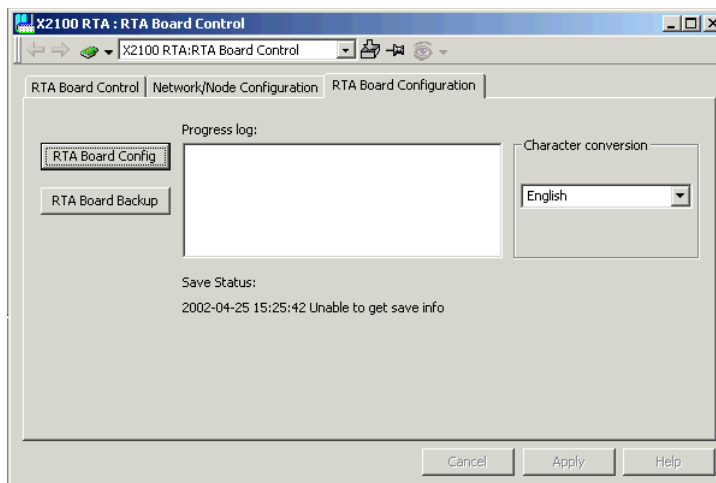 X2100 RTA : RTA Board Control
X2100 RTA:RTA Board Control
RTA Board Control
Network/Node Configuration
RTA Board Configuration
Progress log:
RTA Board Config
RTA Board Backup
Character conversion
English
Save Status:
2002-04-25 15:25:42 Unable to get save info
Cancel
Apply
Help